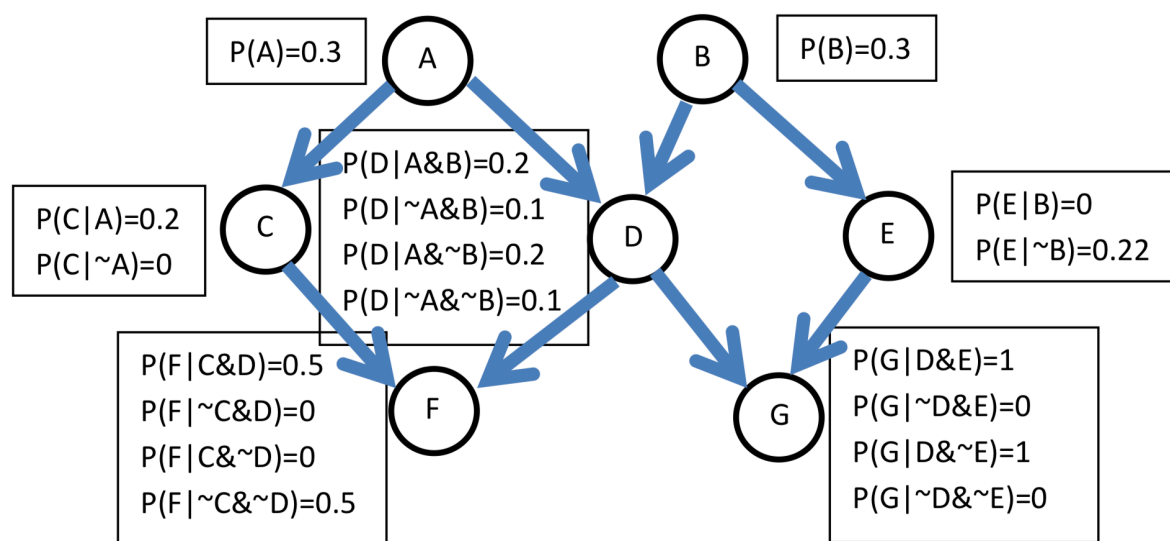 P(A)=0.3
A
B
P(B)=0.3
P(C|A)=0.2
P(C|~A)=0
C
P(D|A&B)=0.2
P(D|~A&B)=0.1
P(D|A&~B)=0.2
P(D|~A&~B)=0.1
D
E
P(E|B)=0
P(E|~B)=0.22
P(F|C&D)=0.5
P(F|~C&D)=0
P(F|C&~D)=0
P(F|~C&~D)=0.5
F
G
P(G|D&E)=1
P(G|~D&E)=0
P(G|D&~E)=1
P(G|~D&~E)=0